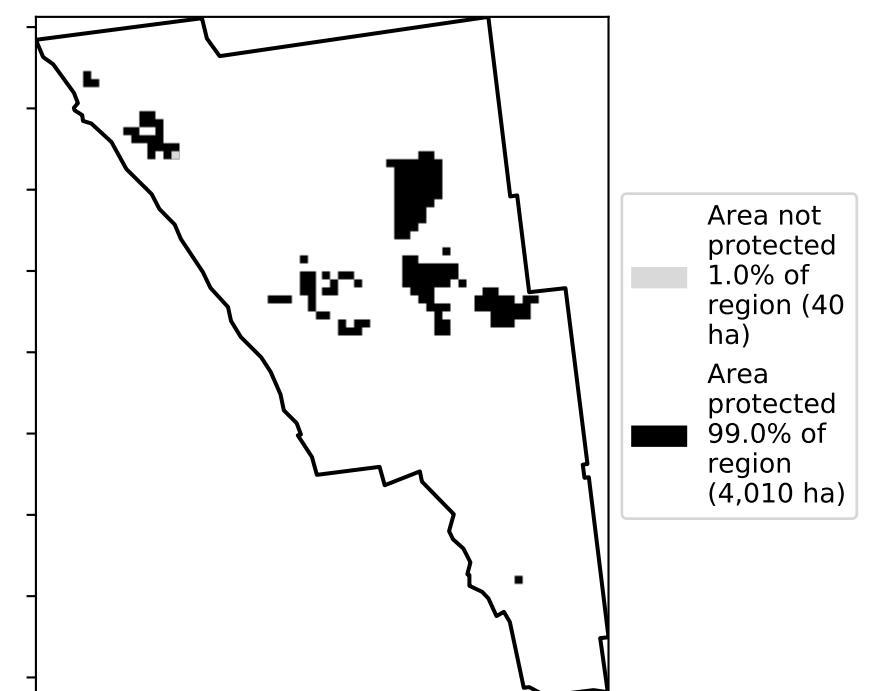 Area not
protected
1.0% of
region (40
ha)
Area
protected
99.0% of
region
(4,010 ha)